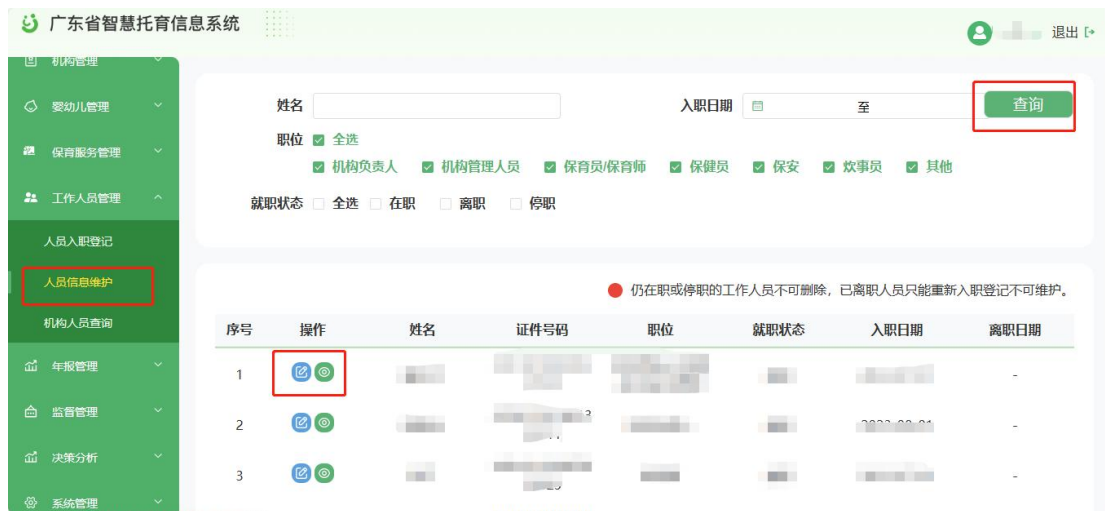 广东省智慧托育信息系统
退出
机构管理
婴幼儿管理
保育服务管理
工作人员管理
人员入职登记
人员信息维护
机构人员查询
年报管理
监督管理
决策分析
系统管理
姓名
入职日期 至 查询
职位 全选
机构负责人 机构管理人员 保育员/保育师 保健员 保安 炊事员 其他
就职状态 全选 在职 离职 停职
仍在职或停职的工作人员不可删除，已离职人员只能重新入职登记不可维护。
序号 操作 姓名 证件号码 职位 就职状态 入职日期 离职日期
1 -
2 -
3 -